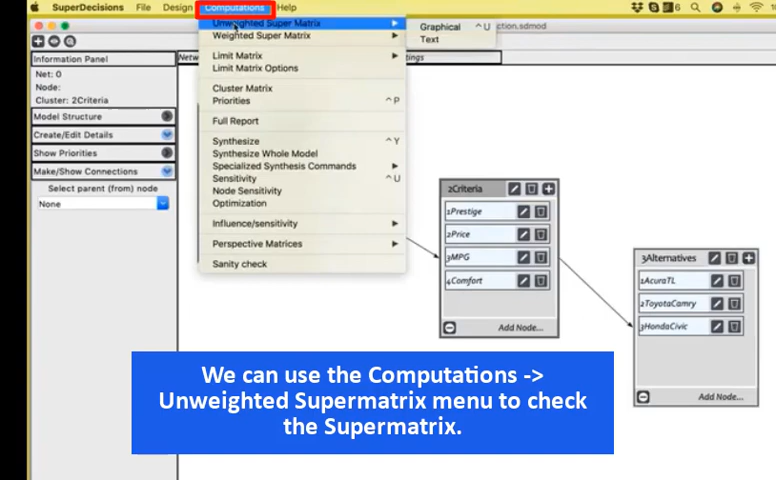 SuperDecisions File Design Computations Help
6
ction.sdmod
Information Panel
Net: 0
Node:
Cluster: 2Criteria
Model Structure
Create/Edit Details
Show Priorities
Make/Show Connections
Select parent (from) node
None
Netw
tings
Unweighted Super Matrix
Weighted Super Matrix
Limit Matrix
Limit Matrix Options
Cluster Matrix
Priorities ^P
Full Report
Synthesize ^Y
Synthesize Whole Model
Specialized Synthesis Commands
Sensitivity ^U
Node Sensitivity
Optimization
Influence/sensitivity
Perspective Matrices
Sanity check
Graphical ^U
Text
2Criteria
1Prestige
2Price
3MPG
4Comfort
Add Node...
3Alternatives
1AcuraTL
2ToyotaCamry
3HondaCivic
Add Node...
We can use the Computations ->
Unweighted Supermatrix menu to check
the Supermatrix.